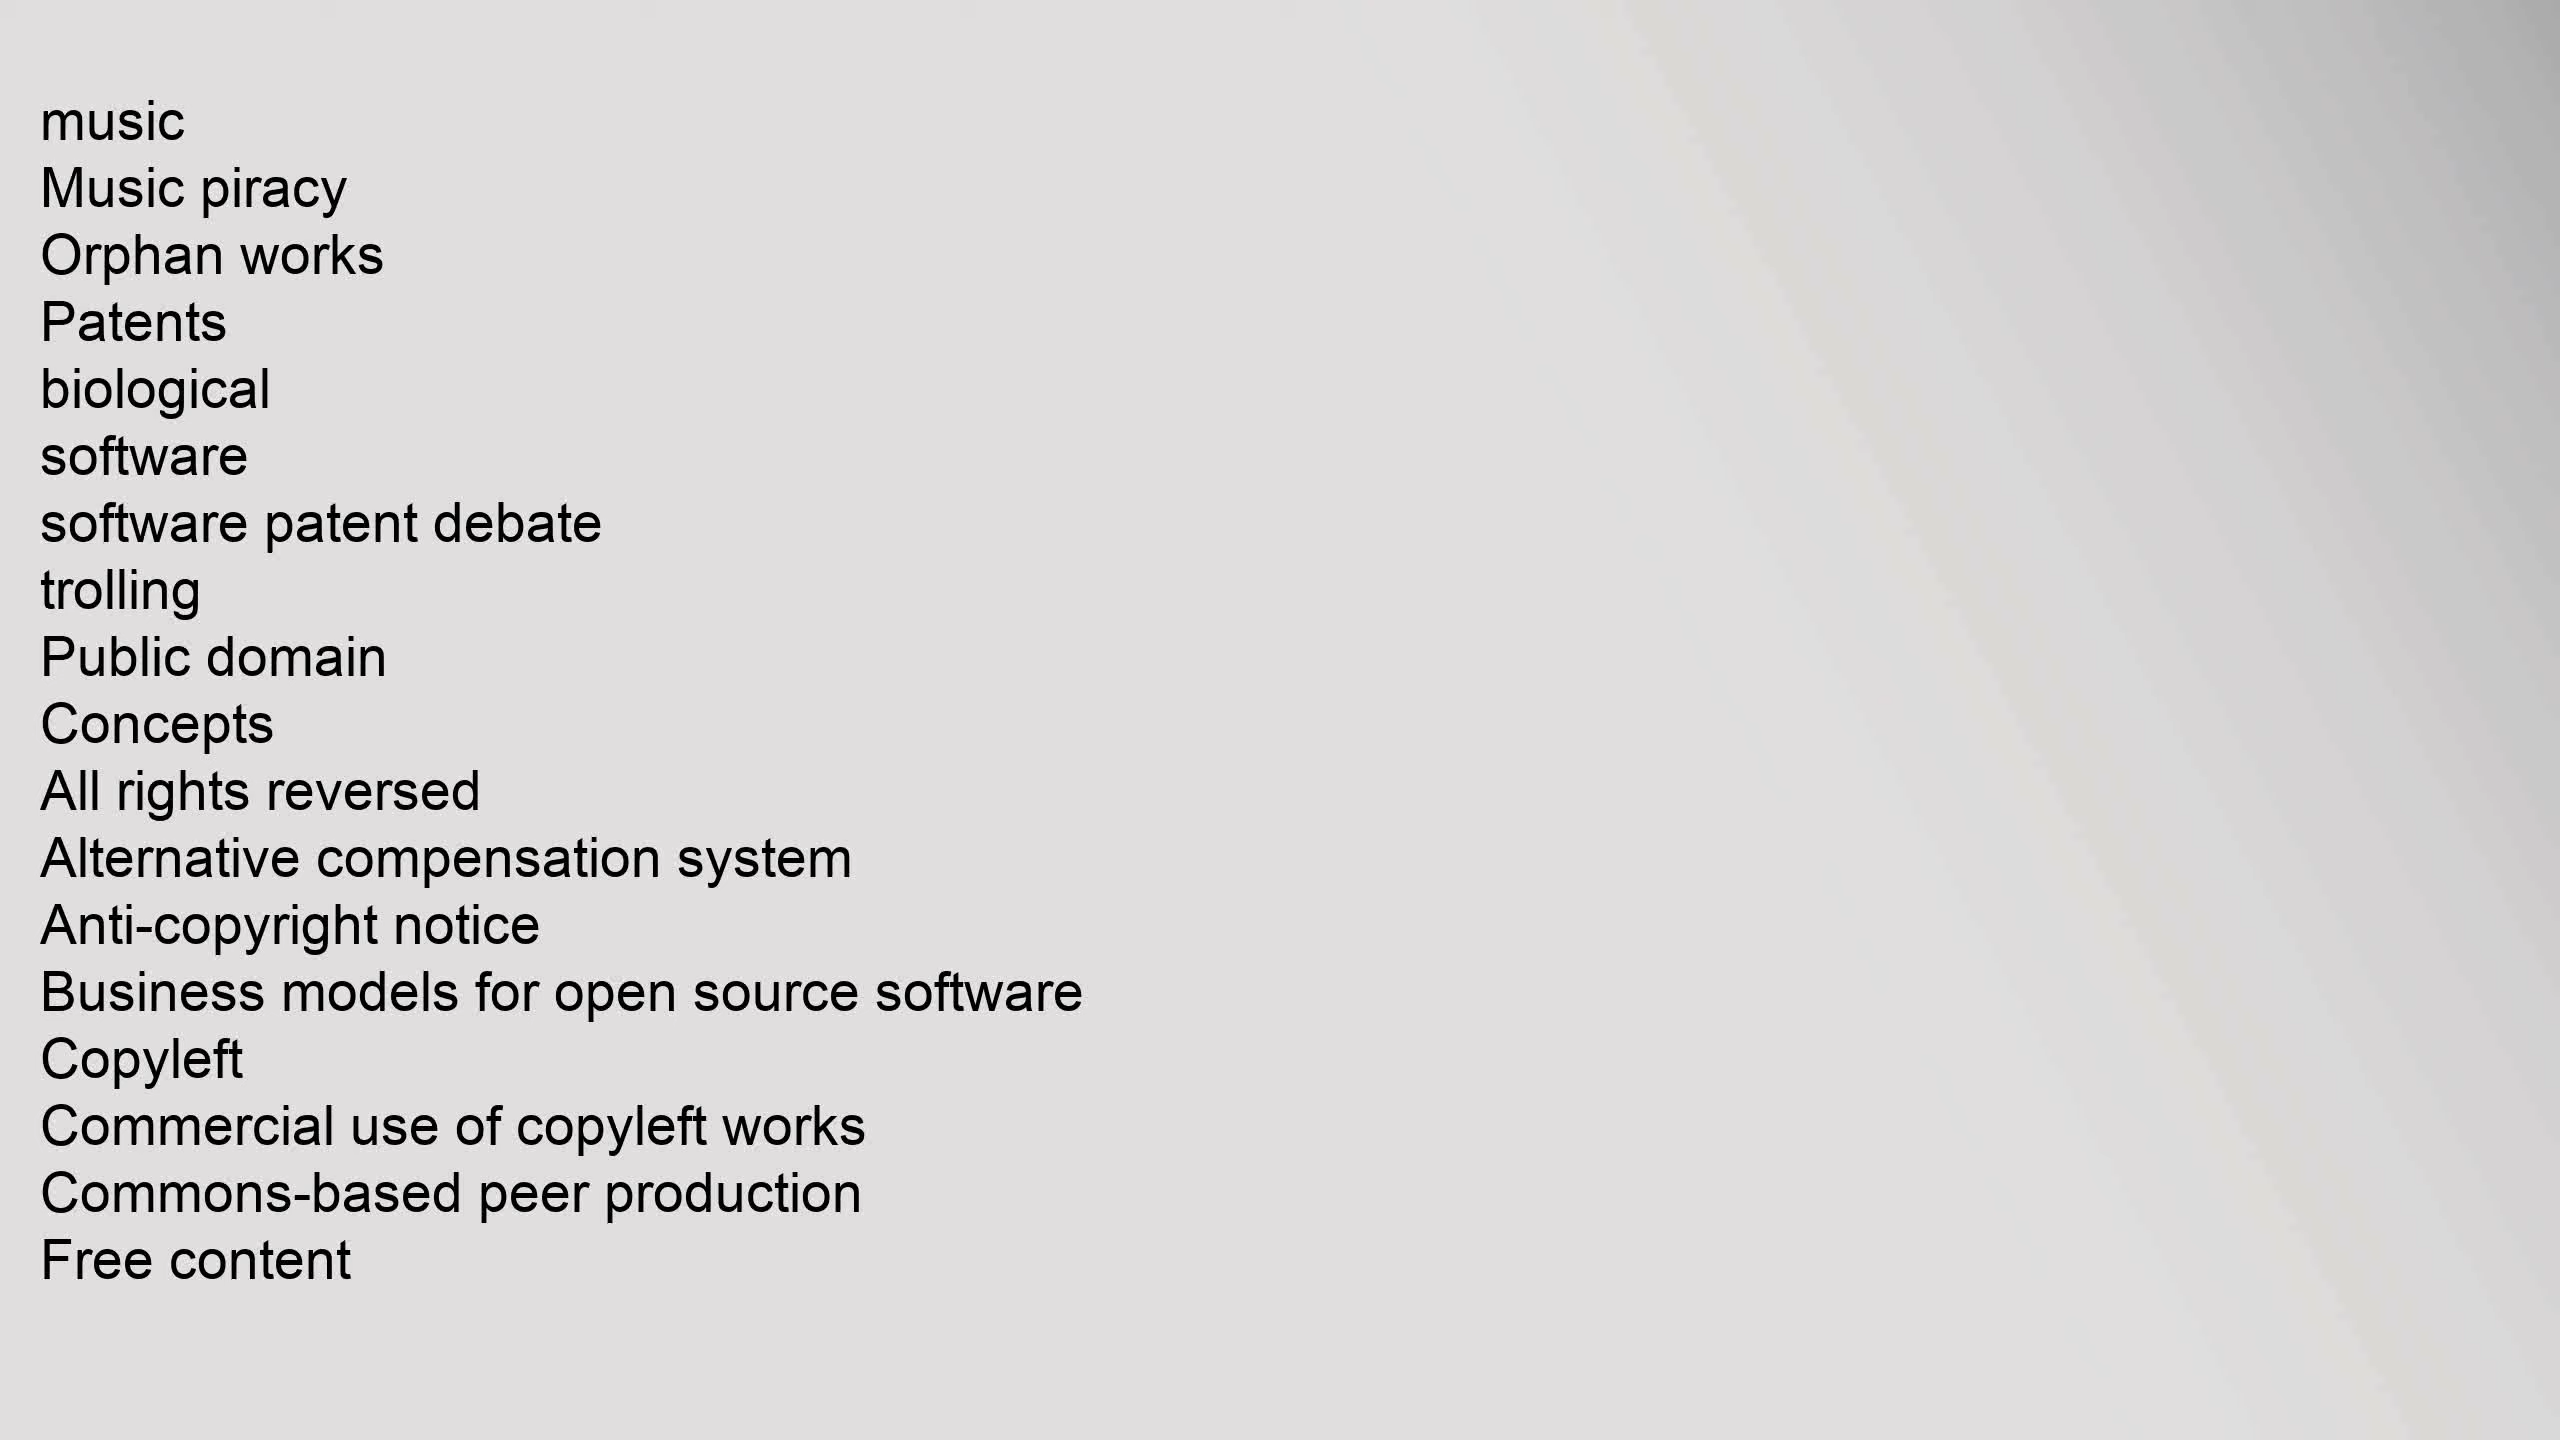 music
Music piracy
Orphan works
Patents
biological
software
software patent debate
trolling
Public domain
Concepts
All rights reversed
Alternative compensation system
Anti-copyright notice
Business models for open source software
Copyleft
Commercial use of copyleft works
Commons-based peer production
Free content